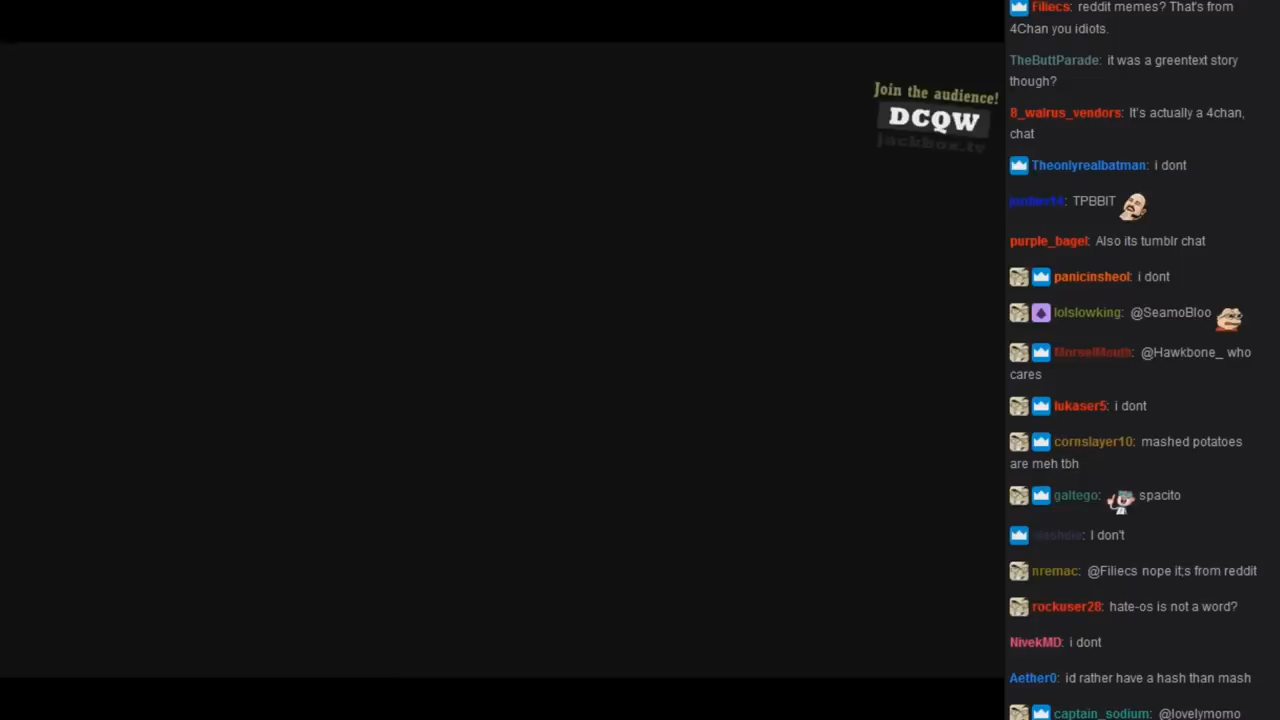 Join the audience!
DCQW
jackbox.tv
Filiecs: reddit memes? That's from
4Chan you idiots.
TheButtParade: it was a greentext story
though?
8_walrus_vendors: It's actually a 4chan,
chat
Theonlyrealbatman: i dont
: TPBBIT
purple_bagel: Also its tumblr chat
panicinsheol: i dont
lolslowking: @SeamoBloo
MorselMouth: @Hawkbone_ who
cares
lukaser5: i dont
cornslayer10: mashed potatoes
are meh tbh
galtego: spacito
: I don't
nremac: @Filiecs nope it;s from reddit
rockuser28: hate-os is not a word?
NivekMD: i dont
Aether0: id rather have a hash than mash
captain_sodium: @lovelymomo